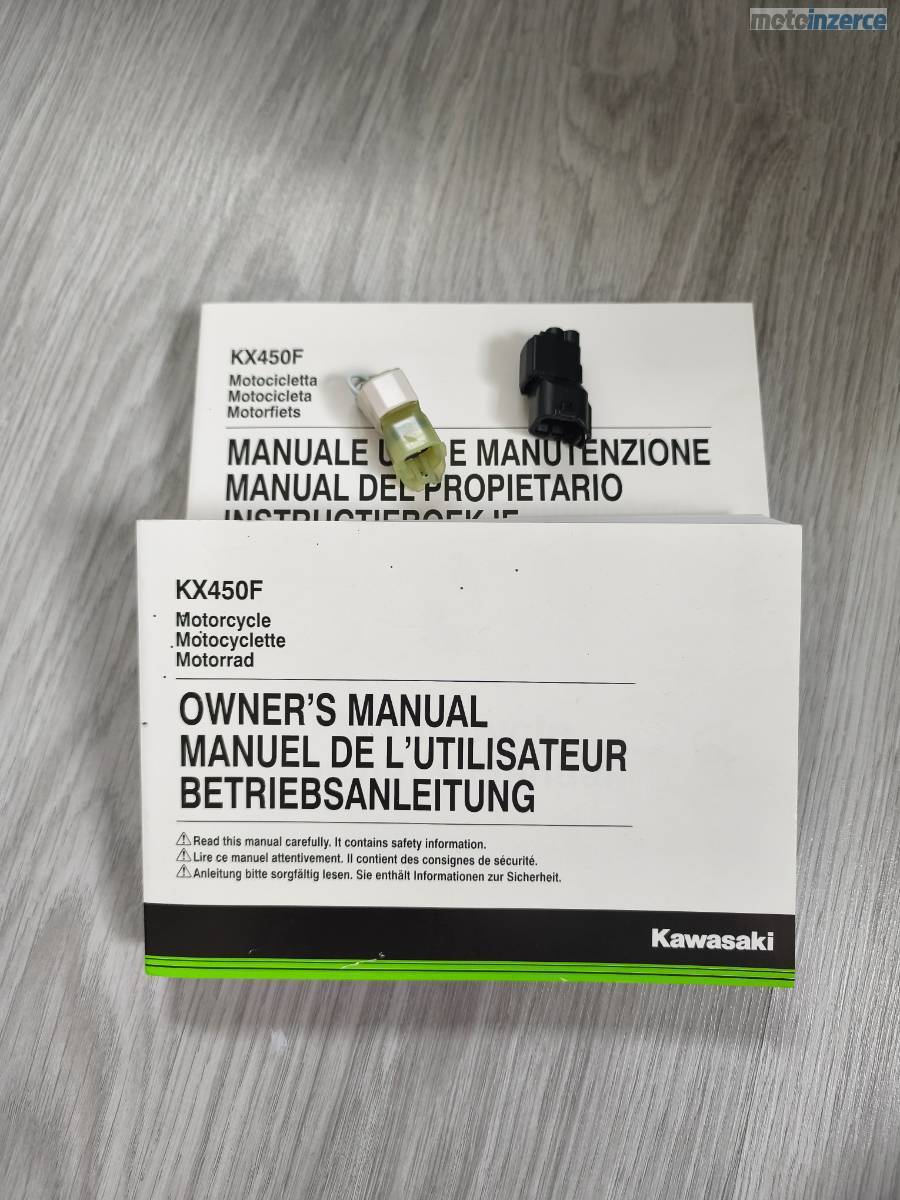 motoinzerce
KX450F
Motocicletta
Motocicleta
Motorfiets
MANUALE E MANUTENZIONE
MANUAL DEL PROPIETARIO
KX450F
Motorcycle
Motocyclette
Motorrad
OWNER'S MANUAL
MANUEL DE L'UTILISATEUR
BETRIEBSANLEITUNG
⚠Read this manual carefully. It contains safety information.
⚠Lire ce manuel attentivement. Il contient des consignes de sécurité.
⚠Anleitung bitte sorgfältig lesen. Sie enthält Informationen zur Sicherheit.
Kawasaki